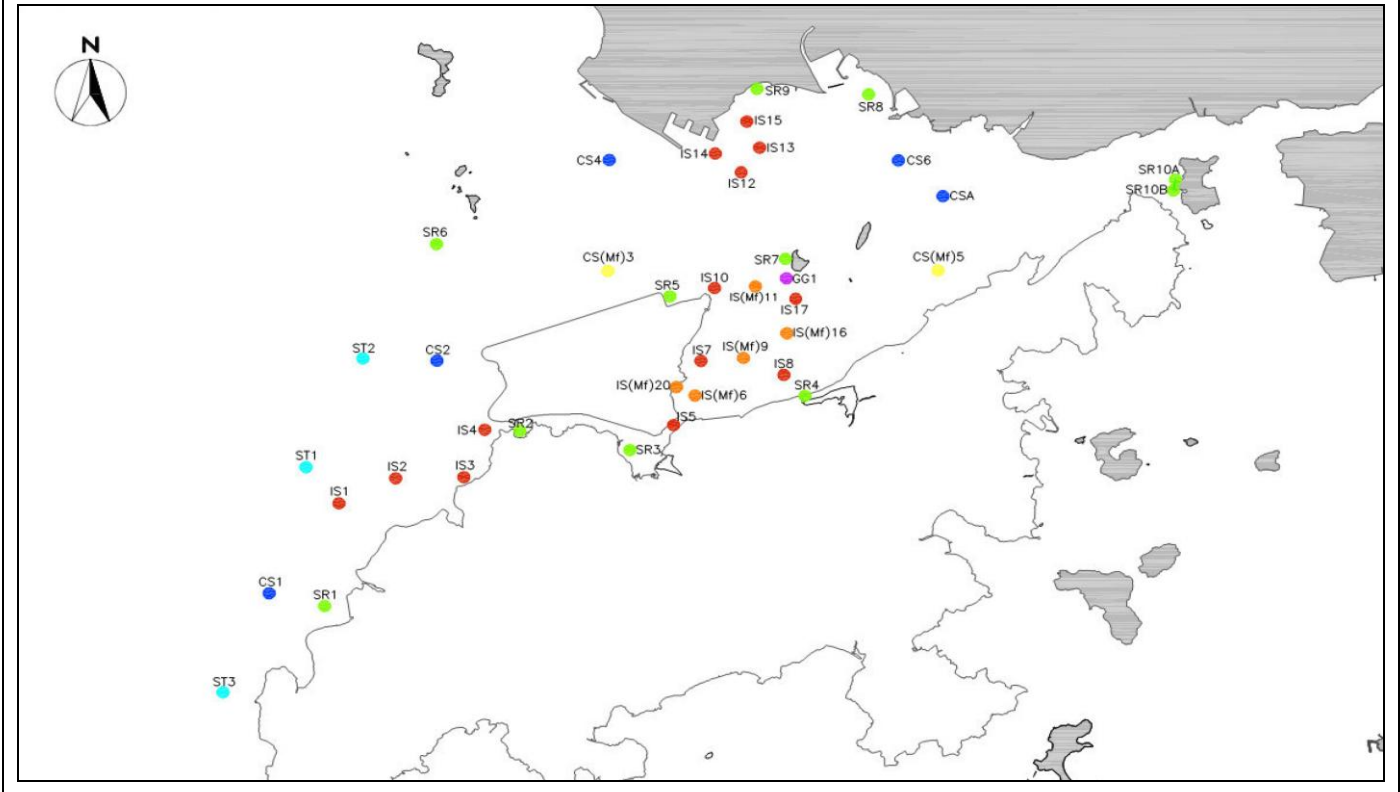 N
SR9
SR8
IS15
IS13
IS14
CS4
CS6
IS12
SR10A
SR10B
CSA
SR6
CS(Mf)3
SR7
CS(Mf)5
GG1
IS10
SR5
IS(Mf)11
IS17
IS(Mf)16
ST2
CS2
IS7
IS(Mf)9
IS8
IS(Mf)20
IS(Mf)6
SR4
IS5
IS4
SR2
SR3
ST1
IS2
IS3
IS1
CS1
SR1
ST3